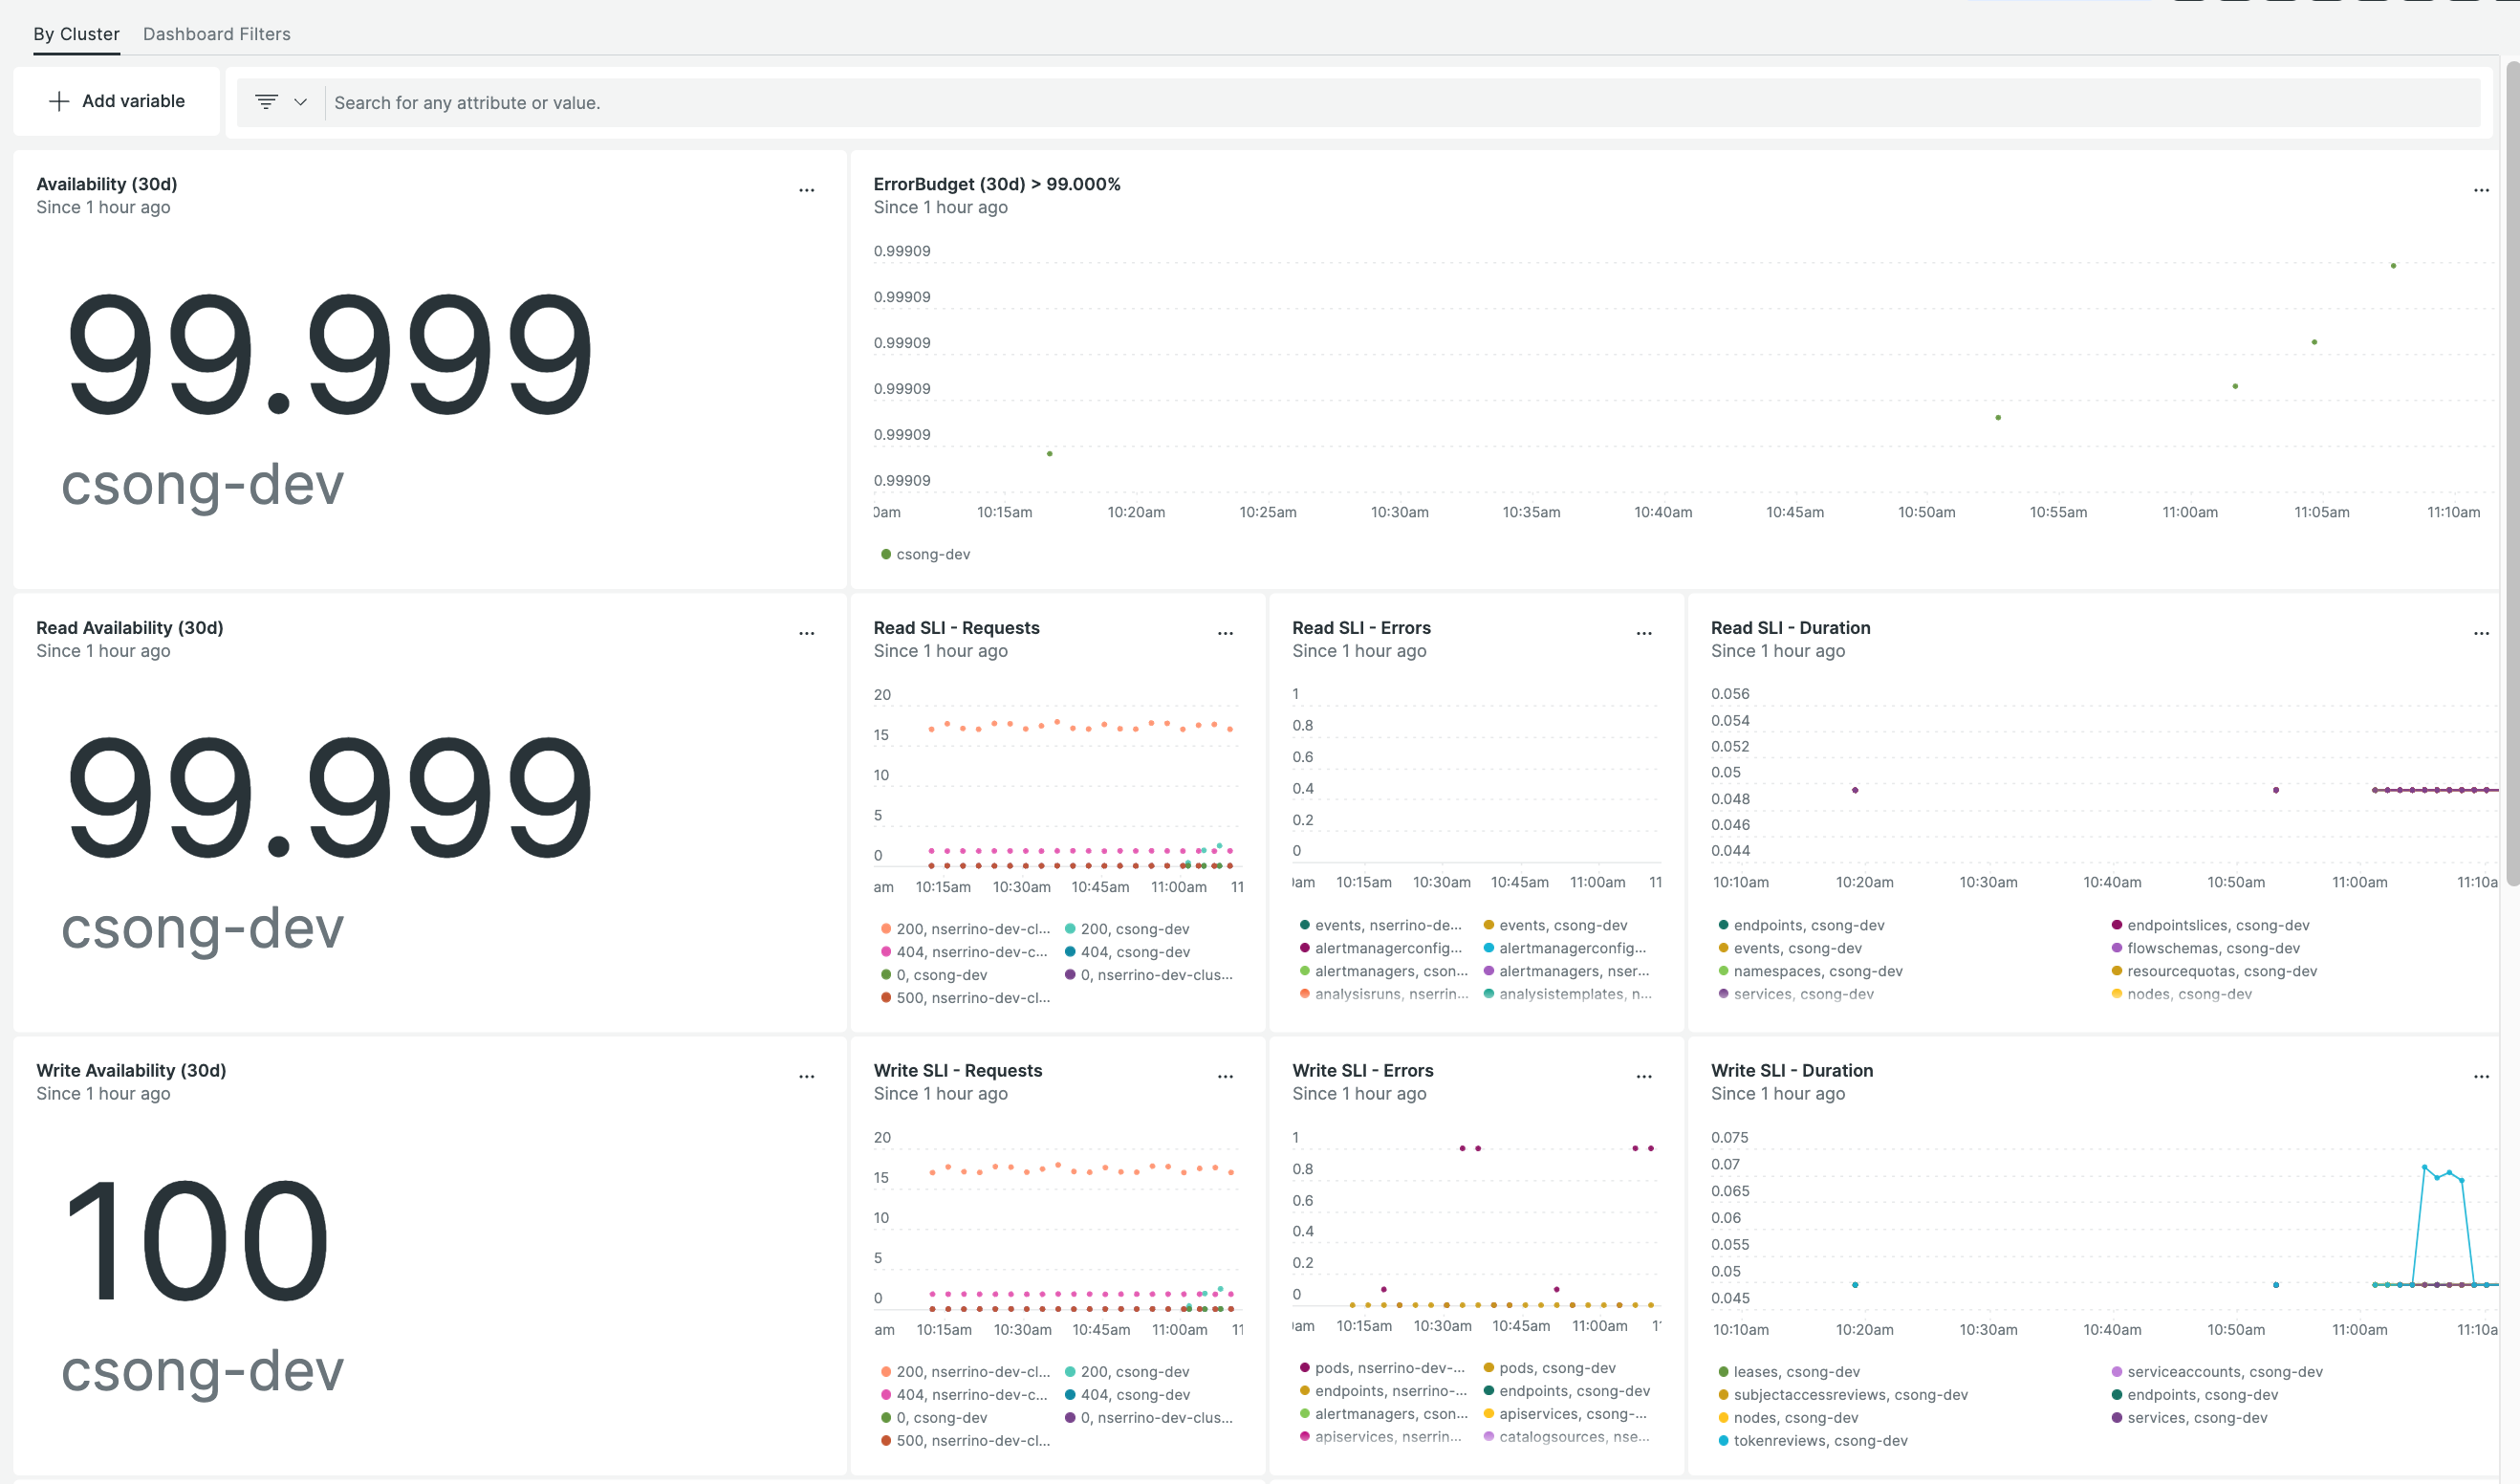 By Cluster
Dashboard Filters
Add variable
Search for any attribute or value.
Availability (30d)
Since 1 hour ago
99.999
csong-dev
ErrorBudget (30d) > 99.000%
Since 1 hour ago
0.99909
0.99909
0.99909
0.99909
0.99909
0.99909
0am 10:15am 10:20am 10:25am 10:30am 10:35am 10:40am 10:45am 10:50am 10:55am 11:00am 11:05am 11:10am
csong-dev
Read Availability (30d)
Since 1 hour ago
99.999
csong-dev
Read SLI - Requests
Since 1 hour ago
20
15
10
5
0
am 10:15am 10:30am 10:45am 11:00am 11
200, nserrino-dev-cl... 200, csong-dev
404, nserrino-dev-c... 404, csong-dev
0, csong-dev 0, nserrino-dev-clus...
500, nserrino-dev-cl...
Read SLI - Errors
Since 1 hour ago
1
0.8
0.6
0.4
0.2
0
am 10:15am 10:30am 10:45am 11:00am 11
events, nserrino-de... events, csong-dev
alertmanagerconfig... alertmanagerconfig...
alertmanagers, cson... alertmanagers, nser...
analysisruns, nserrin... analysistemplates, n...
Read SLI - Duration
Since 1 hour ago
0.056
0.054
0.052
0.05
0.048
0.046
0.044
10:10am 10:20am 10:30am 10:40am 10:50am 11:00am 11:10a
endpoints, csong-dev endpointslices, csong-dev
events, csong-dev flowschemas, csong-dev
namespaces, csong-dev resourcequotas, csong-dev
services, csong-dev nodes, csong-dev
Write Availability (30d)
Since 1 hour ago
100
csong-dev
Write SLI - Requests
Since 1 hour ago
20
15
10
5
0
am 10:15am 10:30am 10:45am 11:00am 11
200, nserrino-dev-cl... 200, csong-dev
404, nserrino-dev-c... 404, csong-dev
0, csong-dev 0, nserrino-dev-clus...
500, nserrino-dev-cl...
Write SLI - Errors
Since 1 hour ago
1
0.8
0.6
0.4
0.2
0
am 10:15am 10:30am 10:45am 11:00am 1
pods, nserrino-dev-... pods, csong-dev
endpoints, nserrino-... endpoints, csong-dev
alertmanagers, cson... apiservices, csong-...
apiservices, nserrin... catalogsources, nse...
Write SLI - Duration
Since 1 hour ago
0.075
0.07
0.065
0.06
0.055
0.05
0.045
10:10am 10:20am 10:30am 10:40am 10:50am 11:00am 11:10a
leases, csong-dev serviceaccounts, csong-dev
subjectaccessreviews, csong-dev endpoints, csong-dev
nodes, csong-dev services, csong-dev
tokenreviews, csong-dev